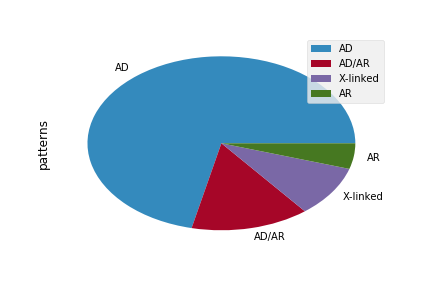 AD
AD/AR
X-linked
AR
AD
patterns
AR
X-linked
AD/AR